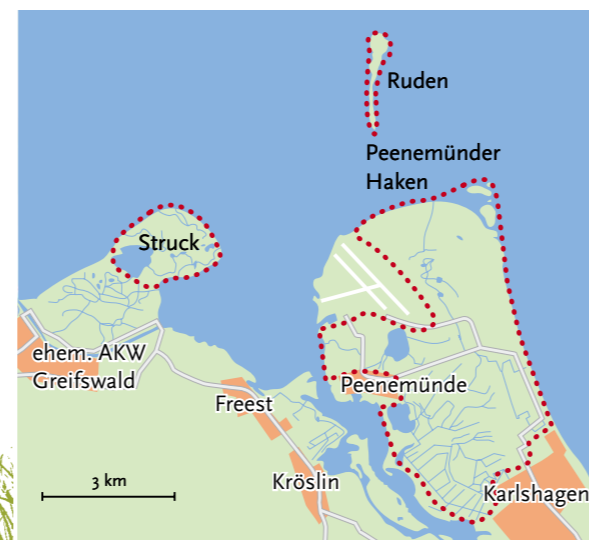 Ruden
Peenemünder
Haken
Struck
ehem. AKW
Greifswald
Peenemünde
Freest
Kröslin
Karlshagen
3 km